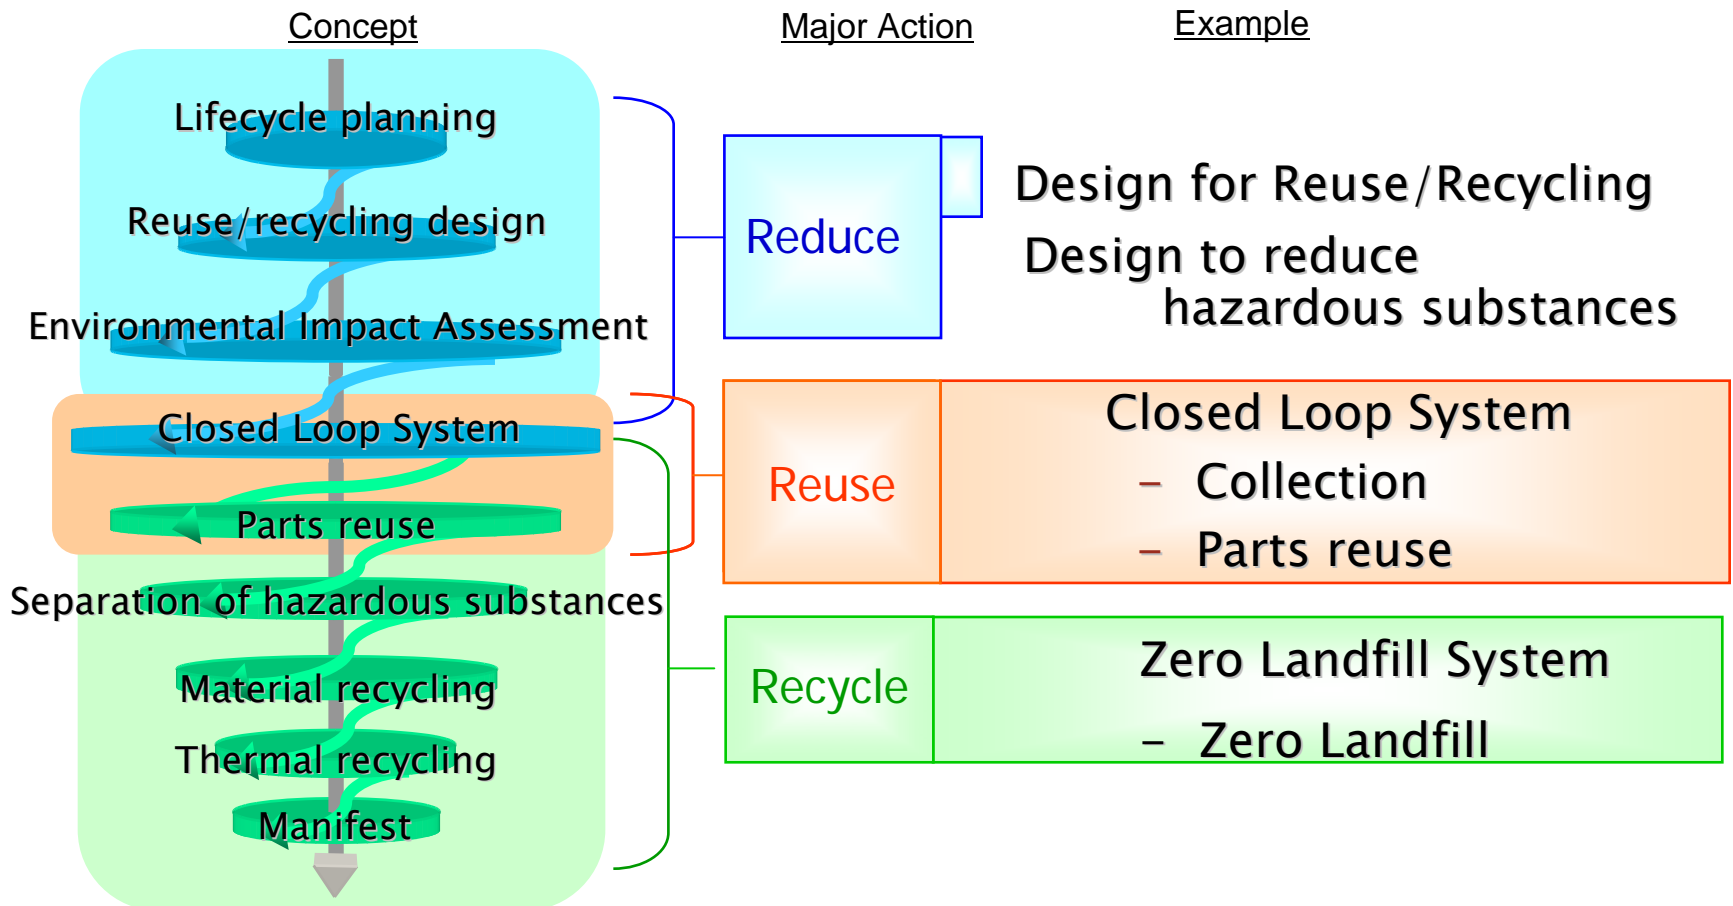 Concept
Major Action
Example
Lifecycle planning
Reuse/recycling design
Environmental Impact Assessment
Closed Loop System
Parts reuse
Separation of hazardous substances
Material recycling
Thermal recycling
Manifest
Reduce
Design for Reuse/Recycling
Design to reduce
hazardous substances
Reuse
Closed Loop System
– Collection
– Parts reuse
Recycle
Zero Landfill System
– Zero Landfill